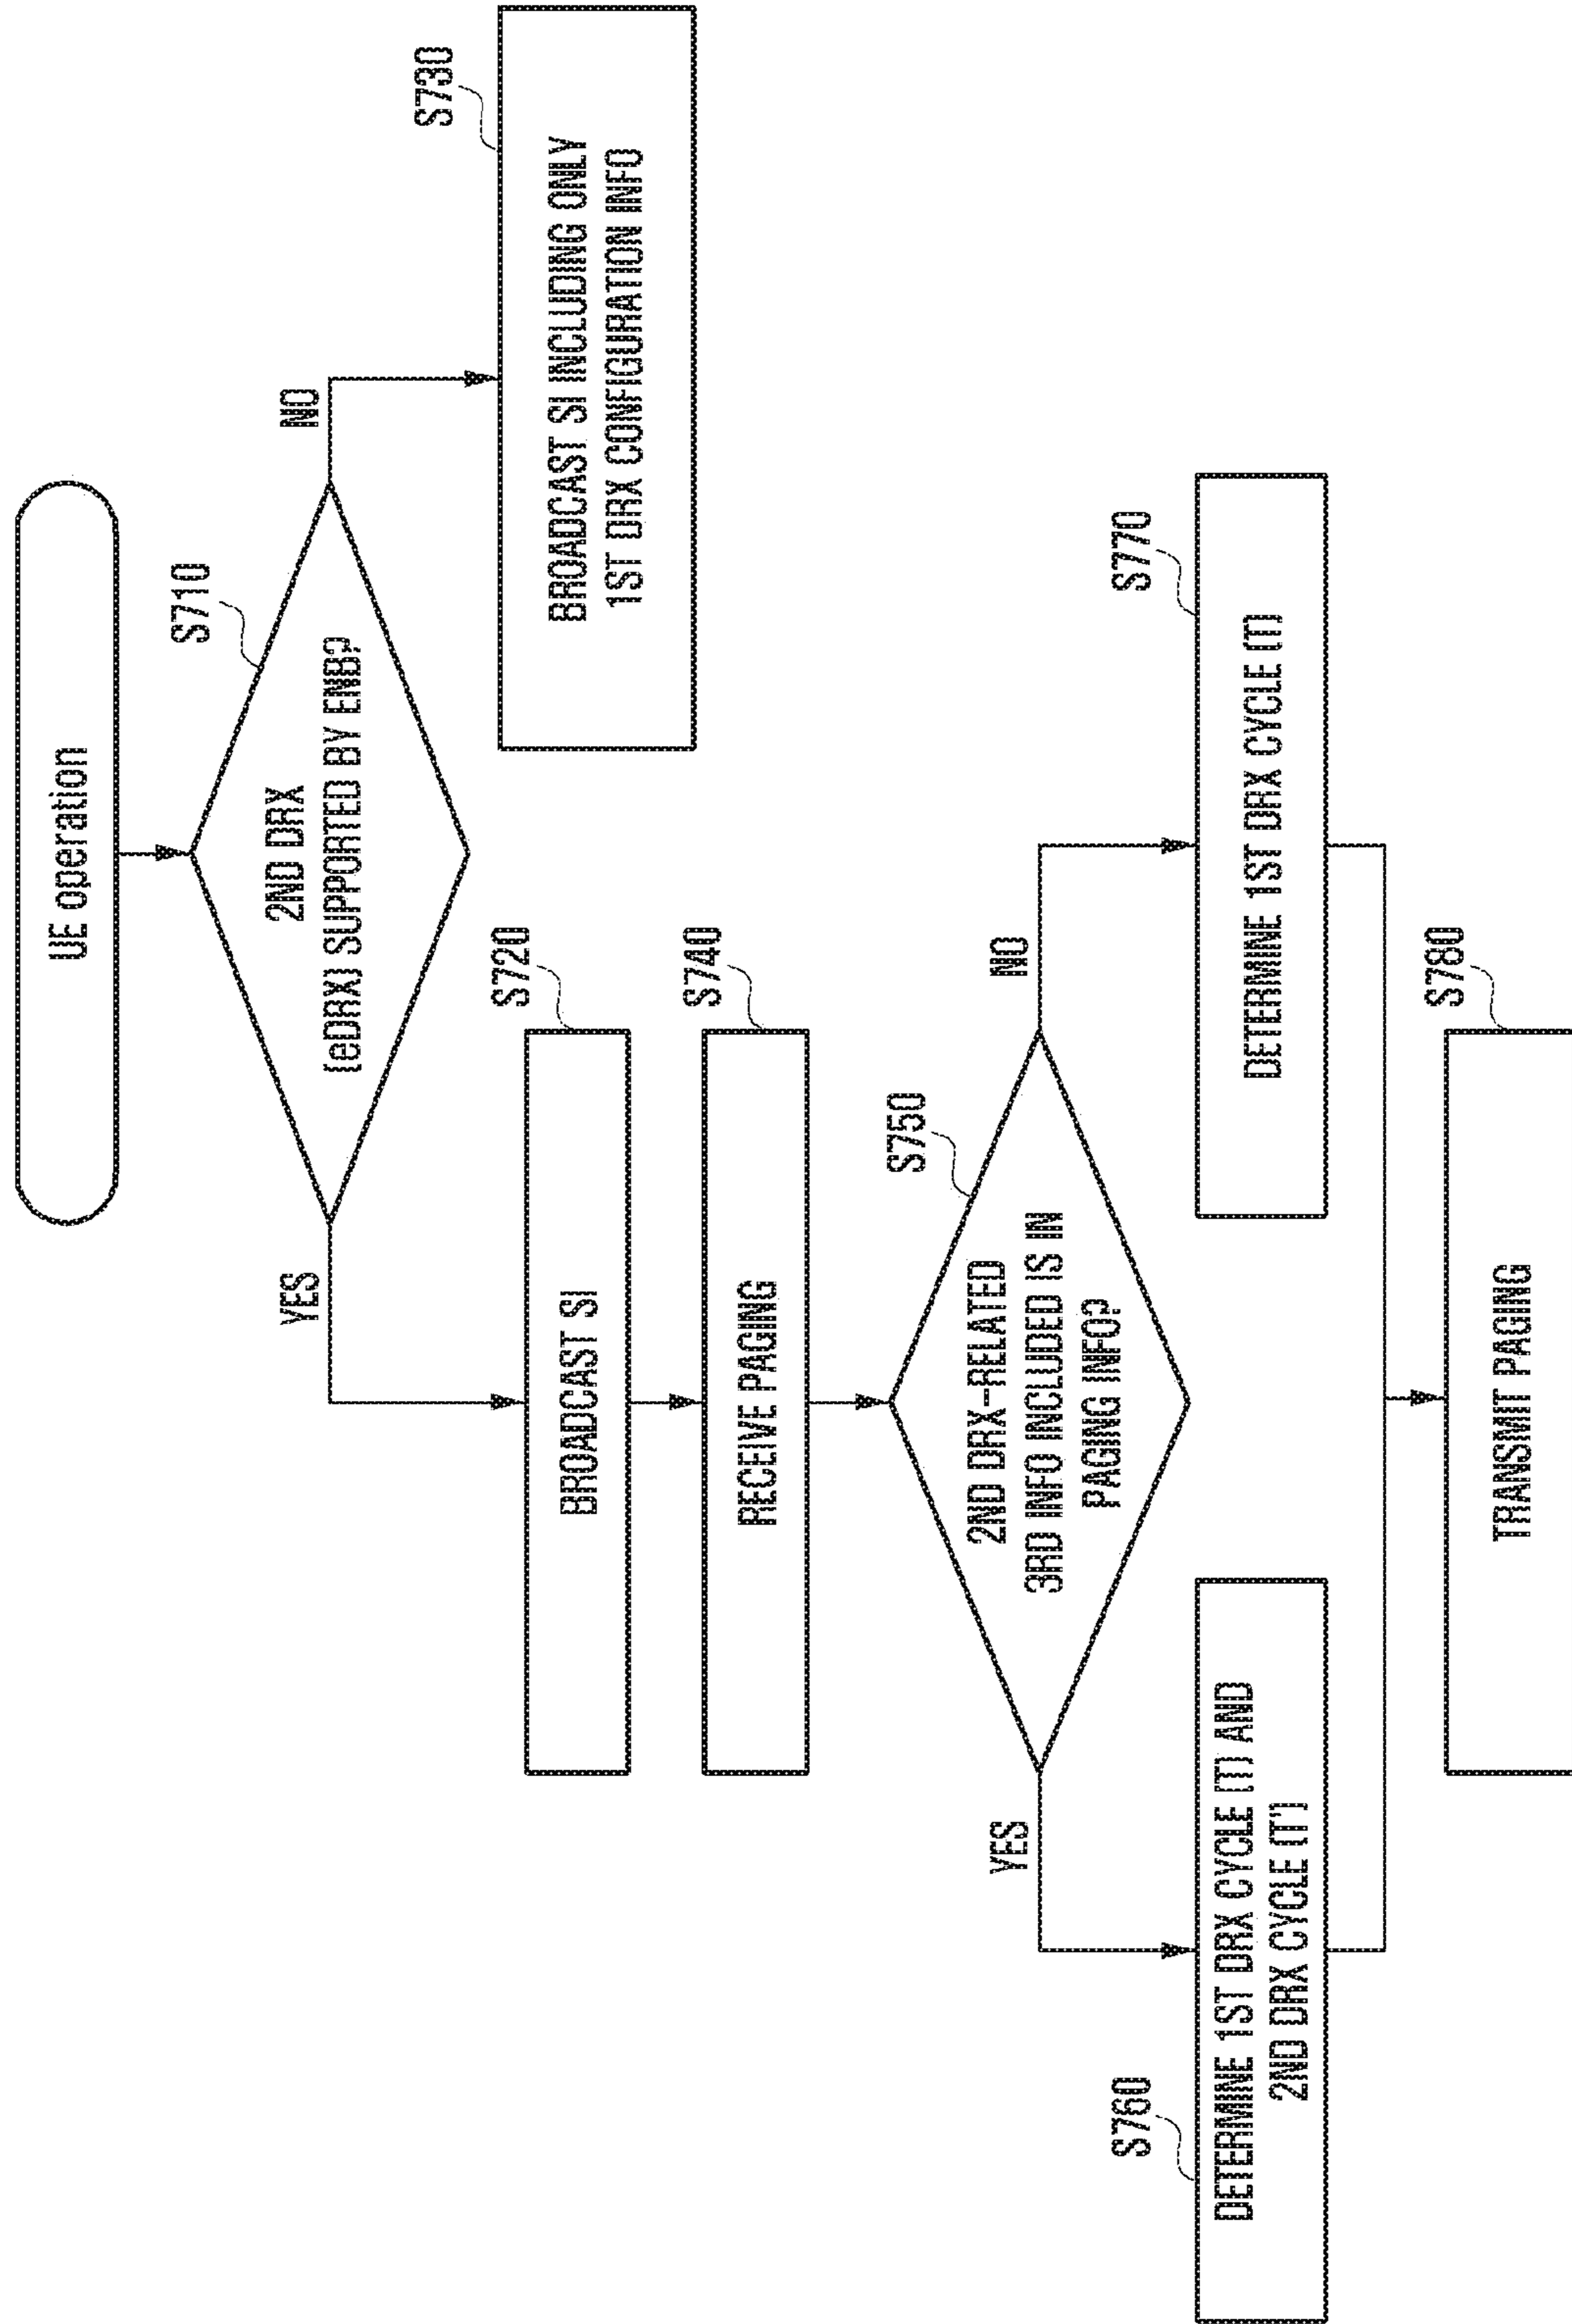 UE operation
S710
2ND DRX
(eDRX) SUPPORTED BY ENB?
YES
NO
S720
BROADCAST SI
S730
BROADCAST SI INCLUDING ONLY
1ST DRX CONFIGURATION INFO
S740
RECEIVE PAGING
S750
2ND DRX-RELATED
3RD INFO INCLUDED IS IN
PAGING INFO?
YES
NO
S760
DETERMINE 1ST DRX CYCLE (T) AND
2ND DRX CYCLE (T')
S770
DETERMINE 1ST DRX CYCLE (T)
S780
TRANSMIT PAGING